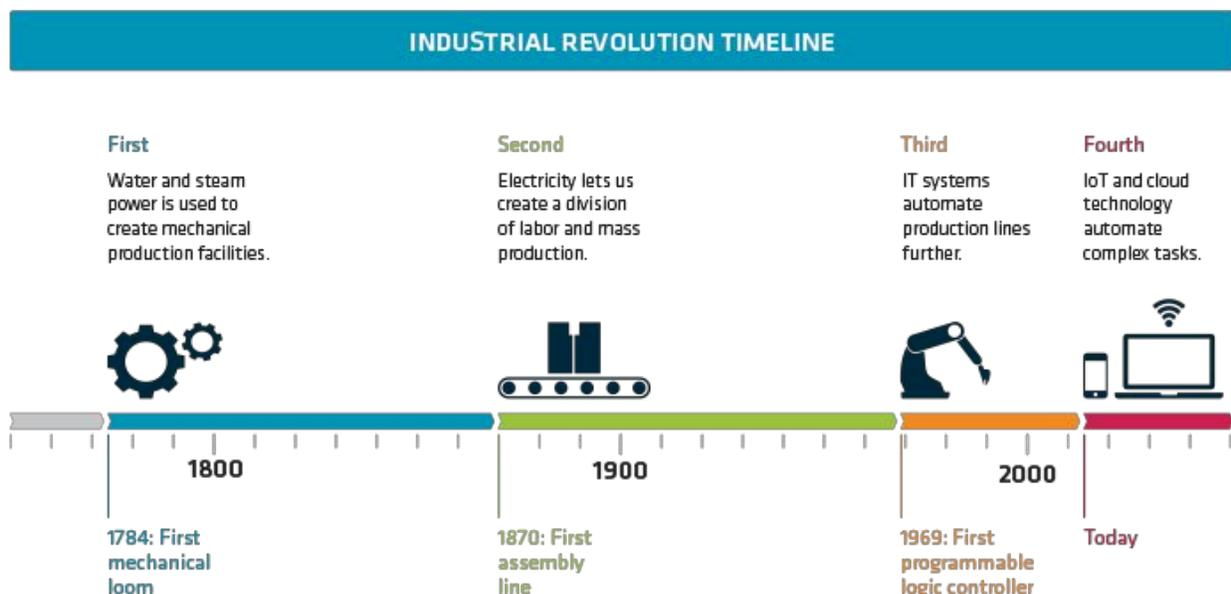 INDUSTRIAL REVOLUTION TIMELINE
First
Water and steam
power is used to
create mechanical
production facilities.
Second
Electricity lets us
create a division
of labor and mass
production.
Third
IT systems
automate
production lines
further.
Fourth
IoT and cloud
technology
automate
complex tasks.
1800
1900
2000
1784: First
mechanical
loom
1870: First
assembly
line
1969: First
programmable
logic controller
Today